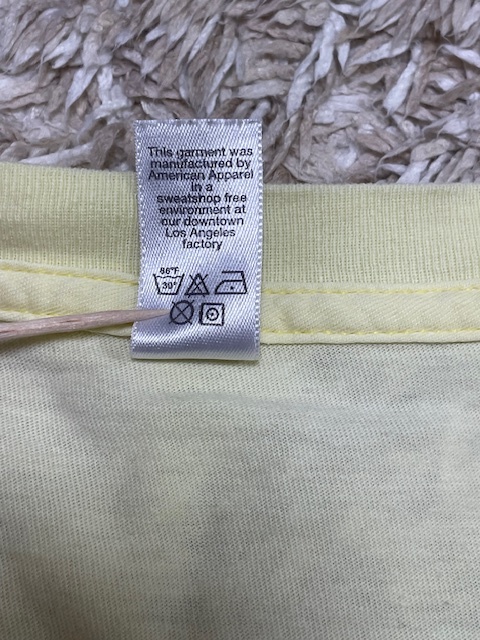 This garment was
manufactured by
American Apparel
in a
sweatshop free
environment at
our downtown
Los Angeles
factory
86°F
30°